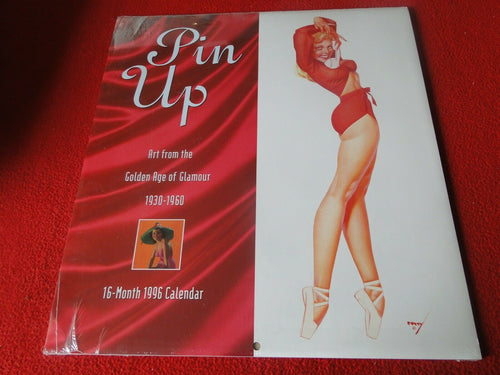 Pin
Up
Art from the
Golden Age of Glamour
1930-1960
16-Month 1996 Calendar